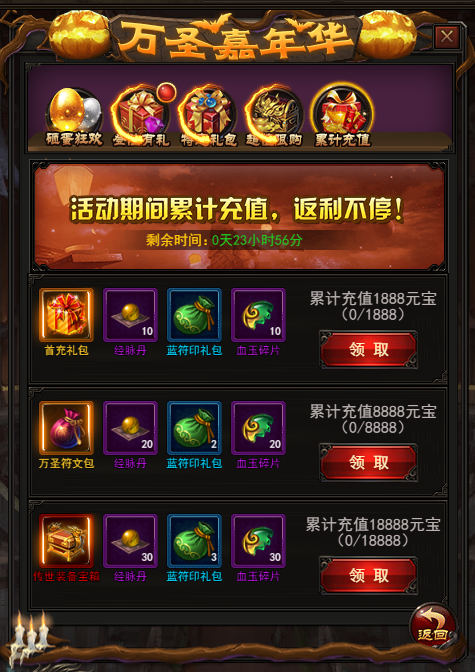 万圣嘉年华
砸蛋狂欢
礼
礼包
限购
累计充值
活动期间累计充值，返利不停！
剩余时间：0天23小时56分
累计充值1888元宝
（0/1888）
10
10
首充礼包
经脉丹
蓝符印礼包
血玉碎片
领取
累计充值8888元宝
（0/8888）
20
2
20
万圣符文包
经脉丹
蓝符印礼包
血玉碎片
领取
累计充值18888元宝
（0/18888）
30
3
30
传世装备宝箱
经脉丹
蓝符印礼包
血玉碎片
领取
返回